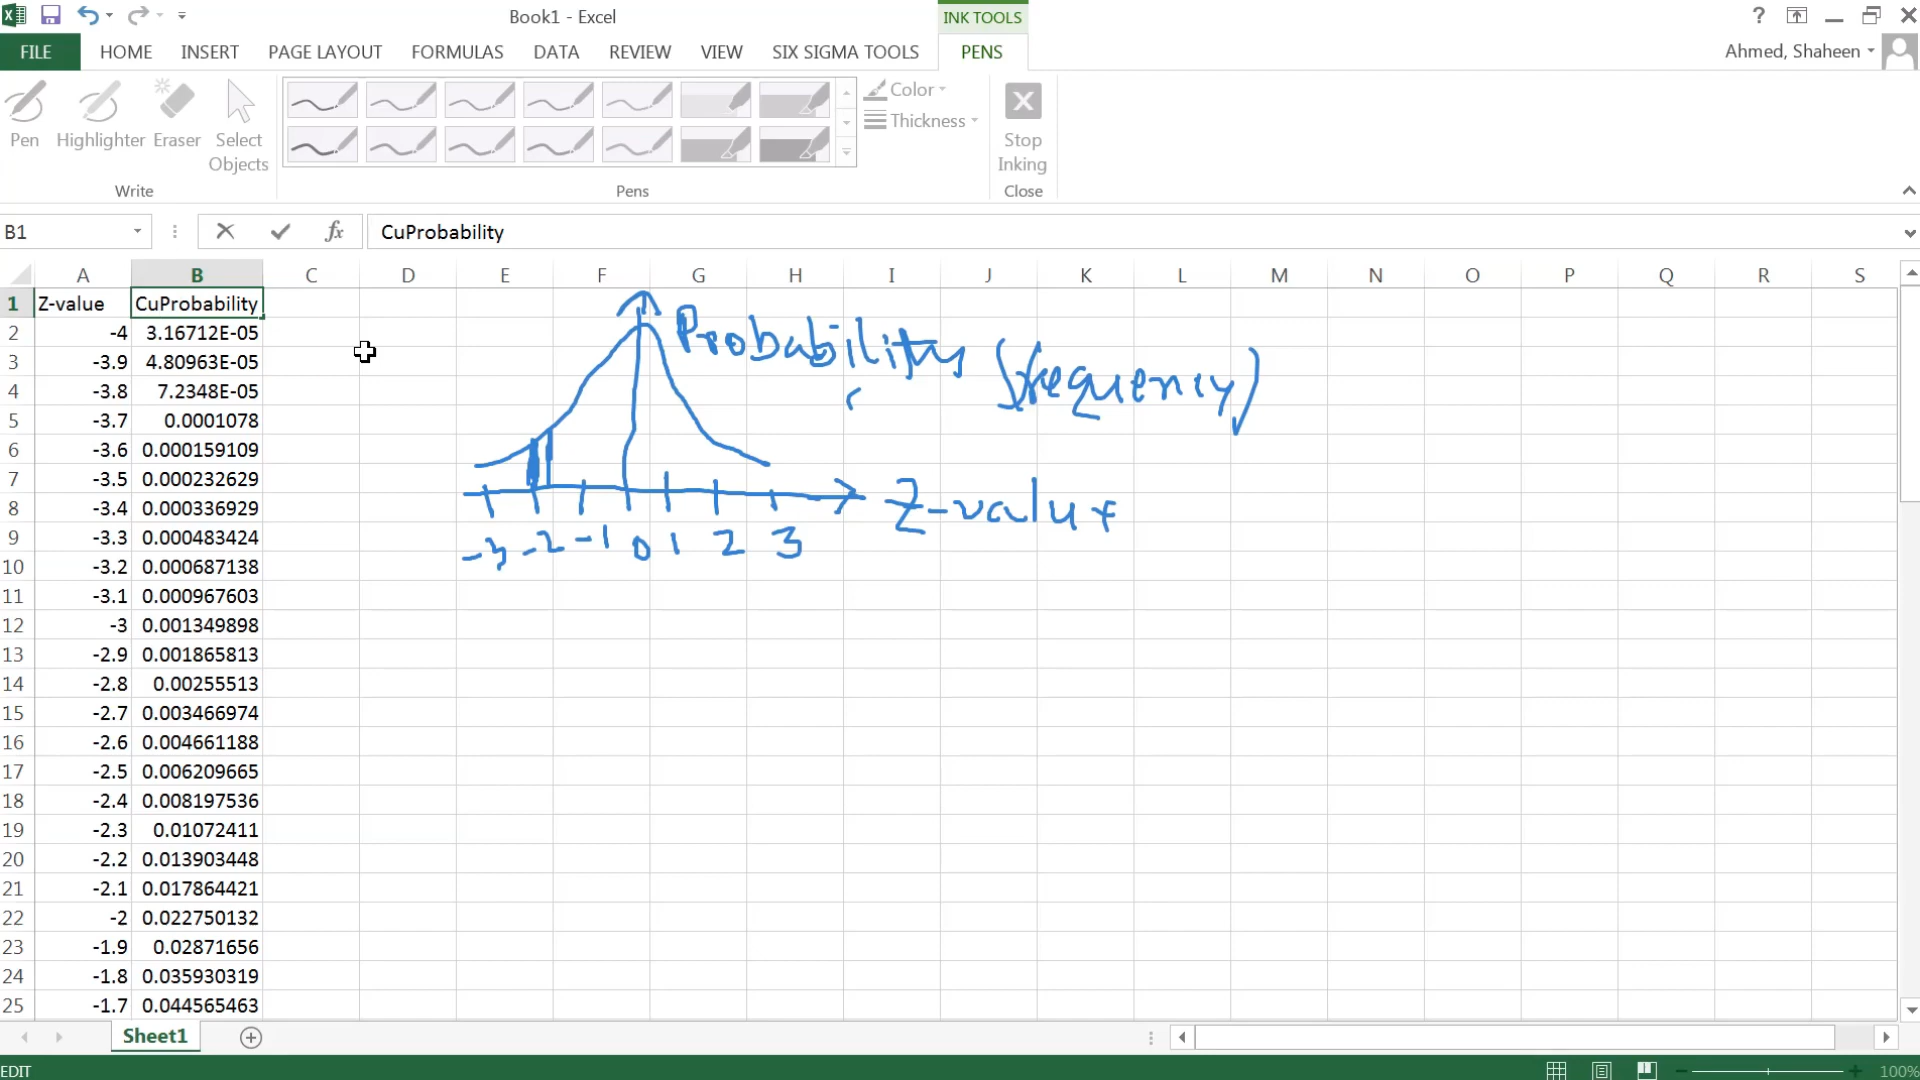 Book1 - Excel
INK TOOLS
?
FILE
HOME
INSERT
PAGE LAYOUT
FORMULAS
DATA
REVIEW
VIEW
SIX SIGMA TOOLS
PENS
Ahmed, Shaheen
Pen
Highlighter
Eraser
Select Objects
Color
Thickness
Stop Inking
Write
Pens
Close
B1
fx
CuProbability
A B C D E F G H I J K L M N O P Q R S
1 Z-value CuProbability
2 -4 3.16712E-05
3 -3.9 4.80963E-05
4 -3.8 7.2348E-05
5 -3.7 0.0001078
6 -3.6 0.000159109
7 -3.5 0.000232629
8 -3.4 0.000336929
9 -3.3 0.000483424
10 -3.2 0.000687138
11 -3.1 0.000967603
12 -3 0.001349898
13 -2.9 0.001865813
14 -2.8 0.00255513
15 -2.7 0.003466974
16 -2.6 0.004661188
17 -2.5 0.006209665
18 -2.4 0.008197536
19 -2.3 0.01072411
20 -2.2 0.013903448
21 -2.1 0.017864421
22 -2 0.022750132
23 -1.9 0.02871656
24 -1.8 0.035930319
25 -1.7 0.044565463
Probability
Z-value
-3 -2 -1 0 1 2 3
Sheet1
EDIT
100%